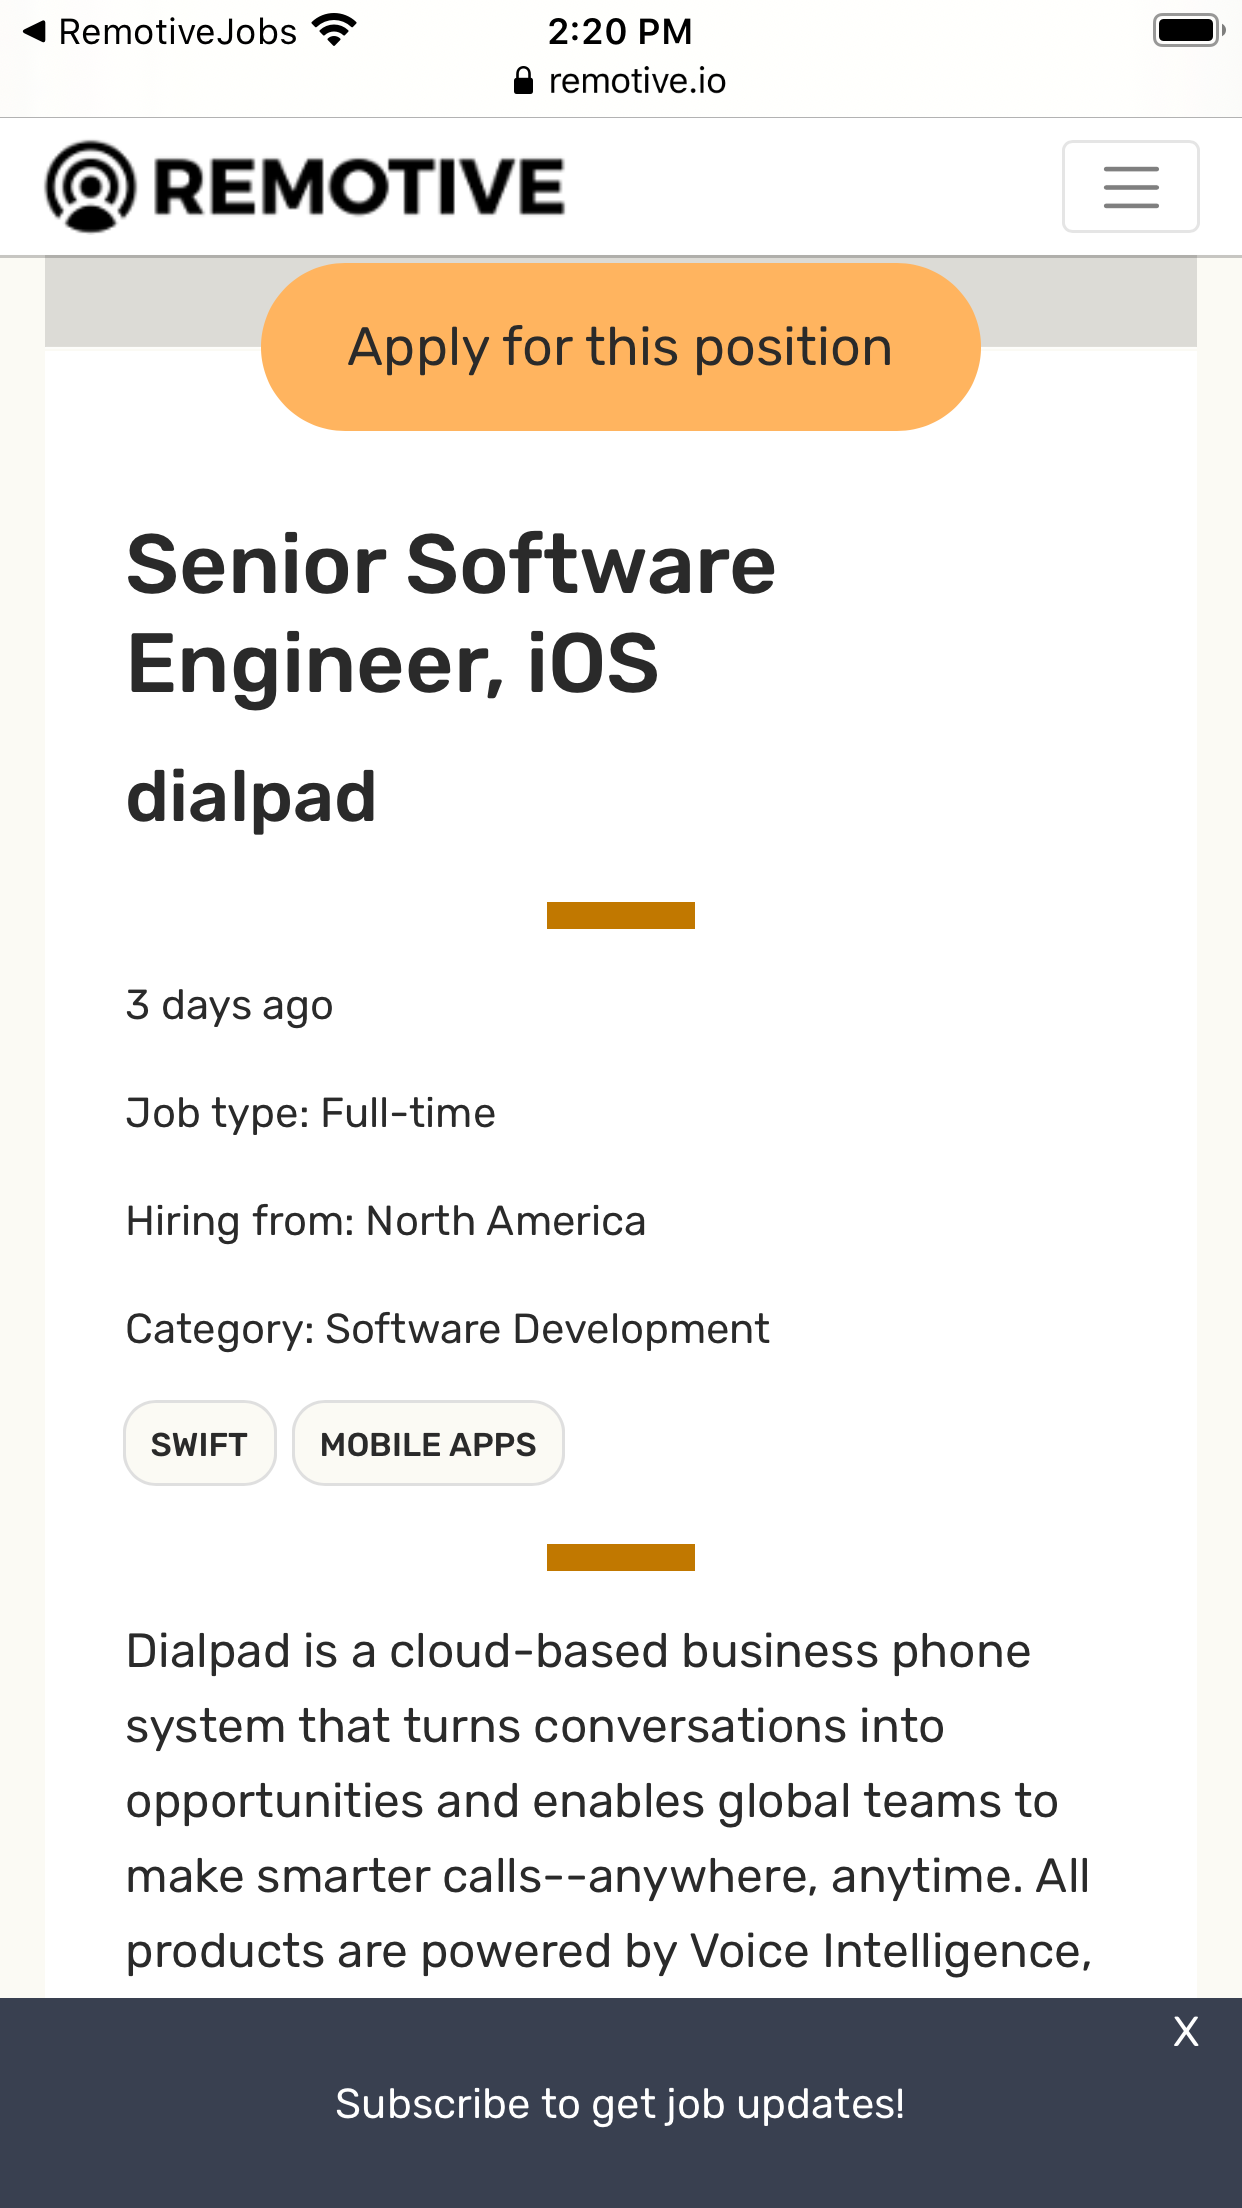 RemotiveJobs 2:20 PM
remotive.io
REMOTIVE
Apply for this position
Senior Software
Engineer, iOS
dialpad
3 days ago
Job type: Full-time
Hiring from: North America
Category: Software Development
SWIFT MOBILE APPS
Dialpad is a cloud-based business phone
system that turns conversations into
opportunities and enables global teams to
make smarter calls--anywhere, anytime. All
products are powered by Voice Intelligence,
X
Subscribe to get job updates!